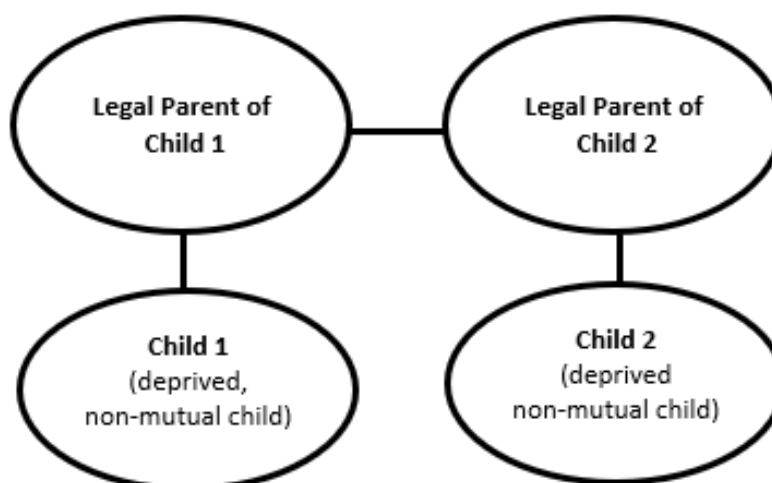 Legal Parent of
Child 1
Legal Parent of
Child 2
Child 1
(deprived,
non-mutual child)
Child 2
(deprived
non-mutual child)